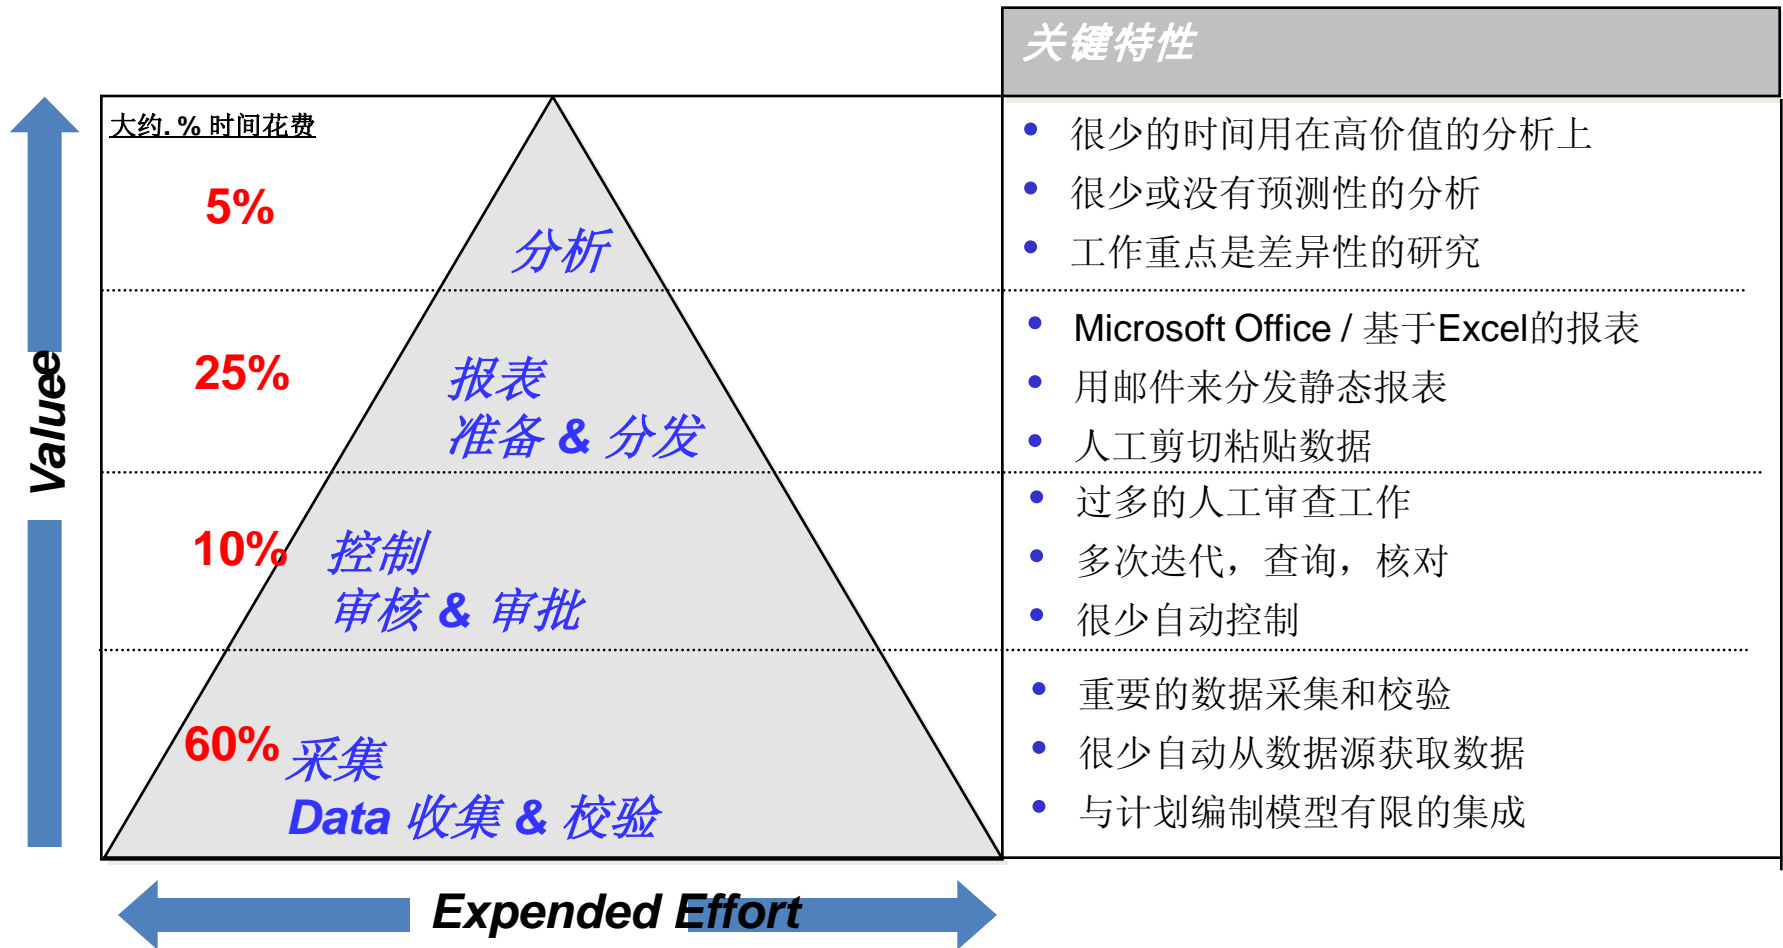 关键特性
大约. % 时间花费
5%
分析
很少的时间用在高价值的分析上
很少或没有预测性的分析
工作重点是差异性的研究
25%
报表
准备 & 分发
Microsoft Office / 基于Excel的报表
用邮件来分发静态报表
人工剪切粘贴数据
10%
控制
审核 & 审批
过多的人工审查工作
多次迭代，查询，核对
很少自动控制
60%
采集
Data 收集 & 校验
重要的数据采集和校验
很少自动从数据源获取数据
与计划编制模型有限的集成
Valuee
Expended Effort